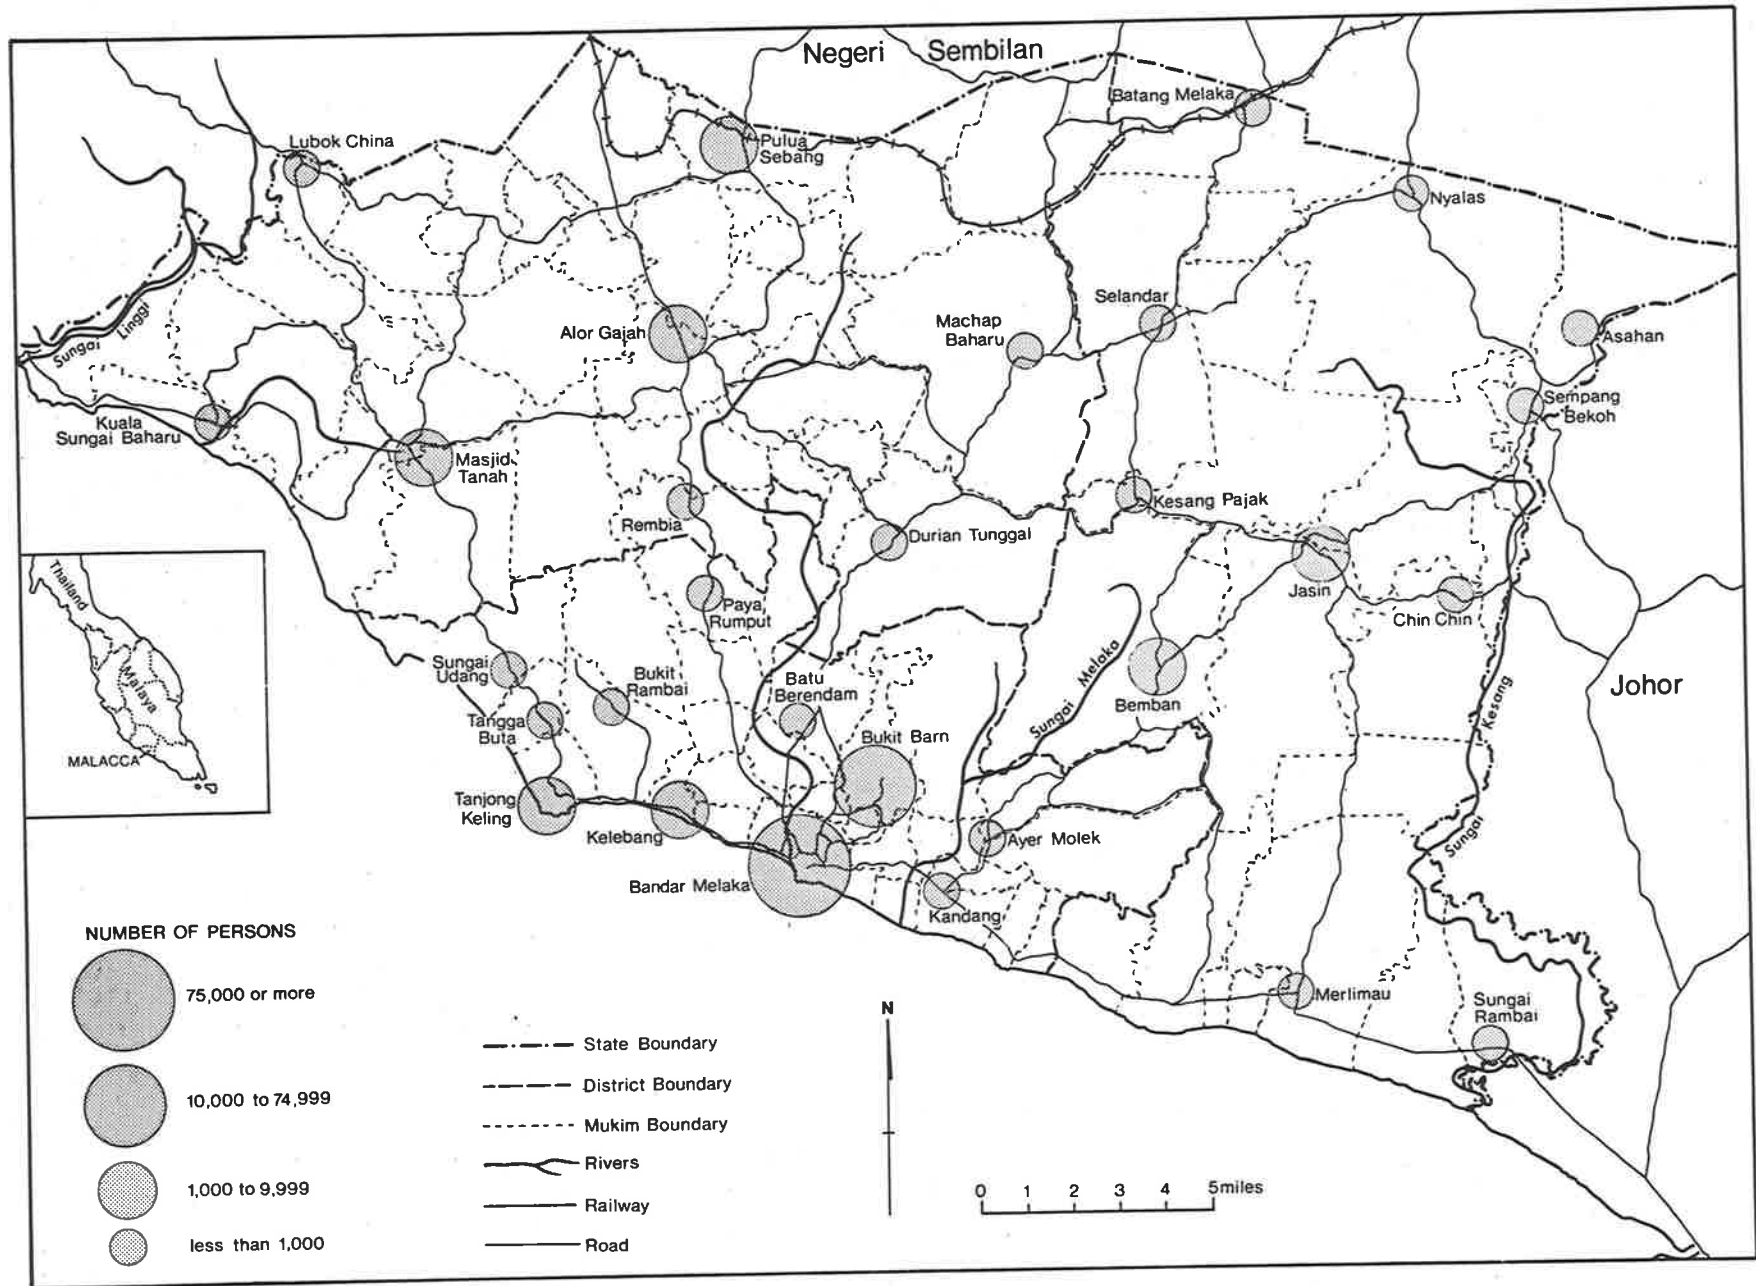 Negeri Sembilan
Batang Melaka
Lubok China
Pulua
Sebang
Nyalas
Sungai Linggi
Selandar
Alor Gajah
Machap
Baharu
Asahan
Kuala
Sungai Baharu
Sempang
Bekoh
Masjid
Tanah
Kesang Pajak
Rembia
Durian Tunggal
Jasin
Paya
Rumput
Chin Chin
Thailand
Malaya
MALACCA
Sungai
Udang
Bukit
Rambai
Batu
Berendam
Sungai Melaka
Bemban
Johor
Tangga
Buta
Bukit Barn
Sungai Kesang
Tanjong
Keling
Kelebang
Ayer Molek
Bandar Melaka
Kandang
Merlimau
Sungai
Rambai
NUMBER OF PERSONS
75,000 or more
10,000 to 74,999
1,000 to 9,999
less than 1,000
State Boundary
District Boundary
Mukim Boundary
Rivers
Railway
Road
N
0 1 2 3 4 5 miles